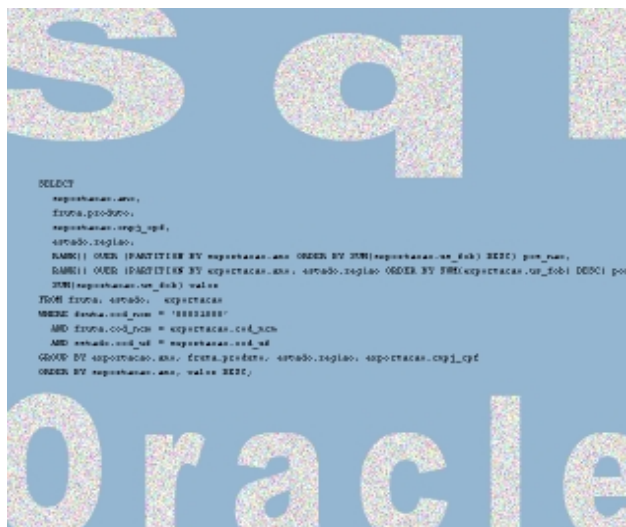 Sql
SELECT
exportacao.ano,
fruta.produto,
exportacao.cnpj_cpf,
estado.regiao,
RANK() OVER (PARTITION BY exportacao.ano ORDER BY SUM(exportacao.us_fob) DESC) pos_nac,
RANK() OVER (PARTITION BY exportacao.ano, estado.regiao ORDER BY SUM(exportacao.us_fob) DESC) pos
SUM(exportacao.us_fob) valor
FROM fruta, estado, exportacao
WHERE fruta.cod_ncm =
AND fruta.cod_ncm = exportacao.cod_ncm
AND estado.cod_uf = exportacao.cod_uf
GROUP BY exportacao.ano, fruta.produto, estado.regiao, exportacao.cnpj_cpf
ORDER BY exportacao.ano, valor DESC;
Oracle